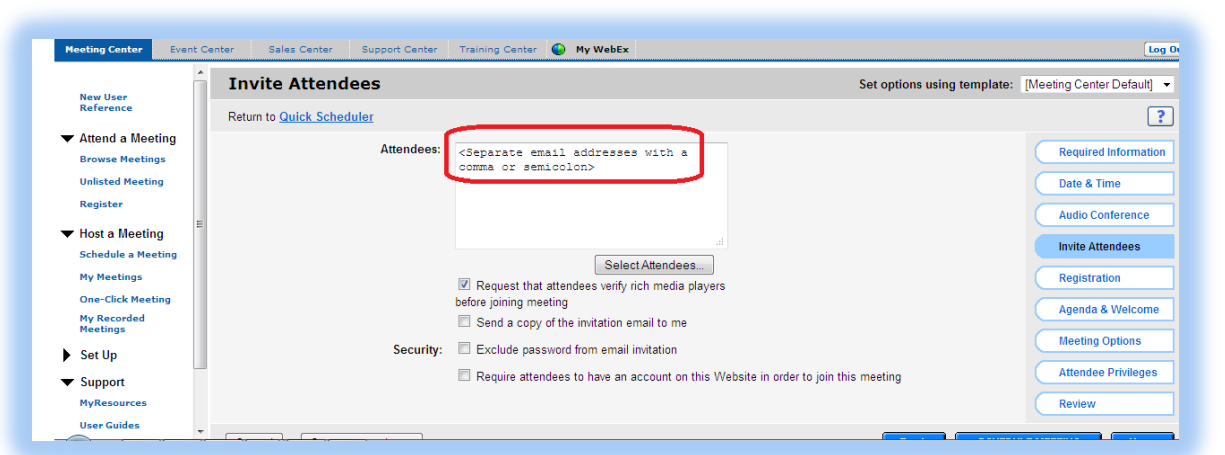 Meeting Center Event Center Sales Center Support Center Training Center My WebEx
Invite Attendees Set options using template: [Meeting Center Default]
Return to Quick Scheduler ?
New User
Reference
Attend a Meeting
Browse Meetings
Unlisted Meeting
Register
Host a Meeting
Schedule a Meeting
My Meetings
One-Click Meeting
My Recorded
Meetings
Set Up
Support
MyResources
User Guides
Attendees: <Separate email addresses with a
comma or semicolon>
Select Attendees...
Request that attendees verify rich media players
before joining meeting
Send a copy of the invitation email to me
Security: Exclude password from email invitation
Require attendees to have an account on this Website in order to join this meeting
Required Information
Date & Time
Audio Conference
Invite Attendees
Registration
Agenda & Welcome
Meeting Options
Attendee Privileges
Review